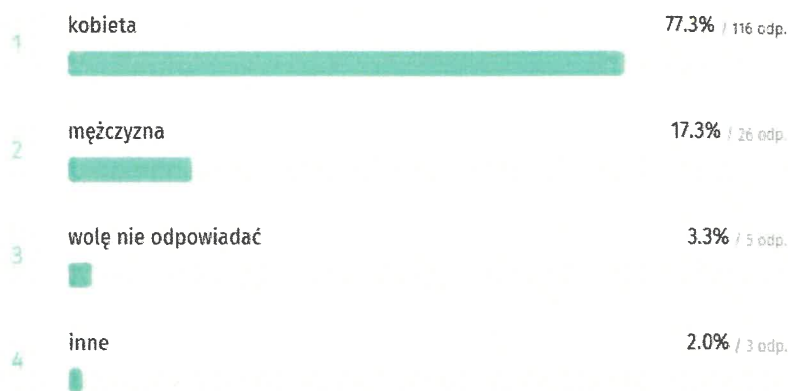 1 kobieta 77.3% / 116 odp.
2 mężczyzna 17.3% / 26 odp.
3 wolę nie odpowiadać 3.3% / 5 odp.
4 inne 2.0% / 3 odp.